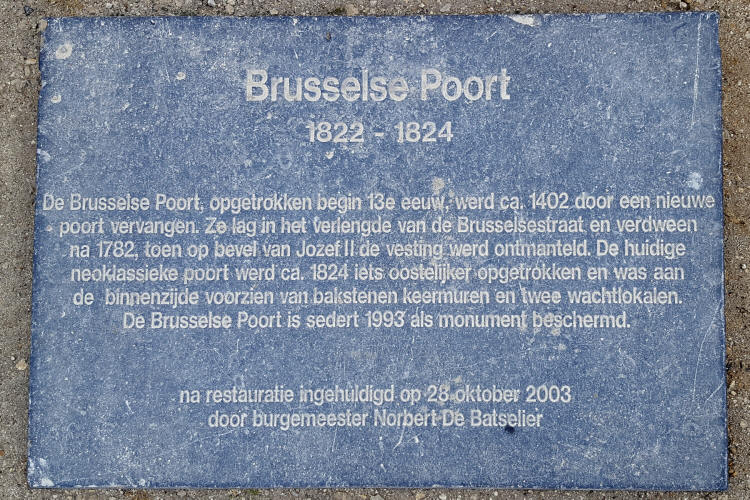 Brusselse Poort
1822 - 1824
De Brusselse Poort, opgetrokken begin 13e eeuw, werd ca. 1402 door een nieuwe
poort vervangen. Ze lag in het verlengde van de Brusselsestraat en verdween
na 1782, toen op bevel van Jozef II de vesting werd ontmanteld. De huidige
neoklassieke poort werd ca. 1824 iets oostelijker opgetrokken en was aan
de binnenzijde voorzien van bakstenen keermuren en twee wachtlokalen.
De Brusselse Poort is sedert 1993 als monument beschermd.
na restauratie ingehuldigd op 28 oktober 2003
door burgemeester Norbert De Batselier